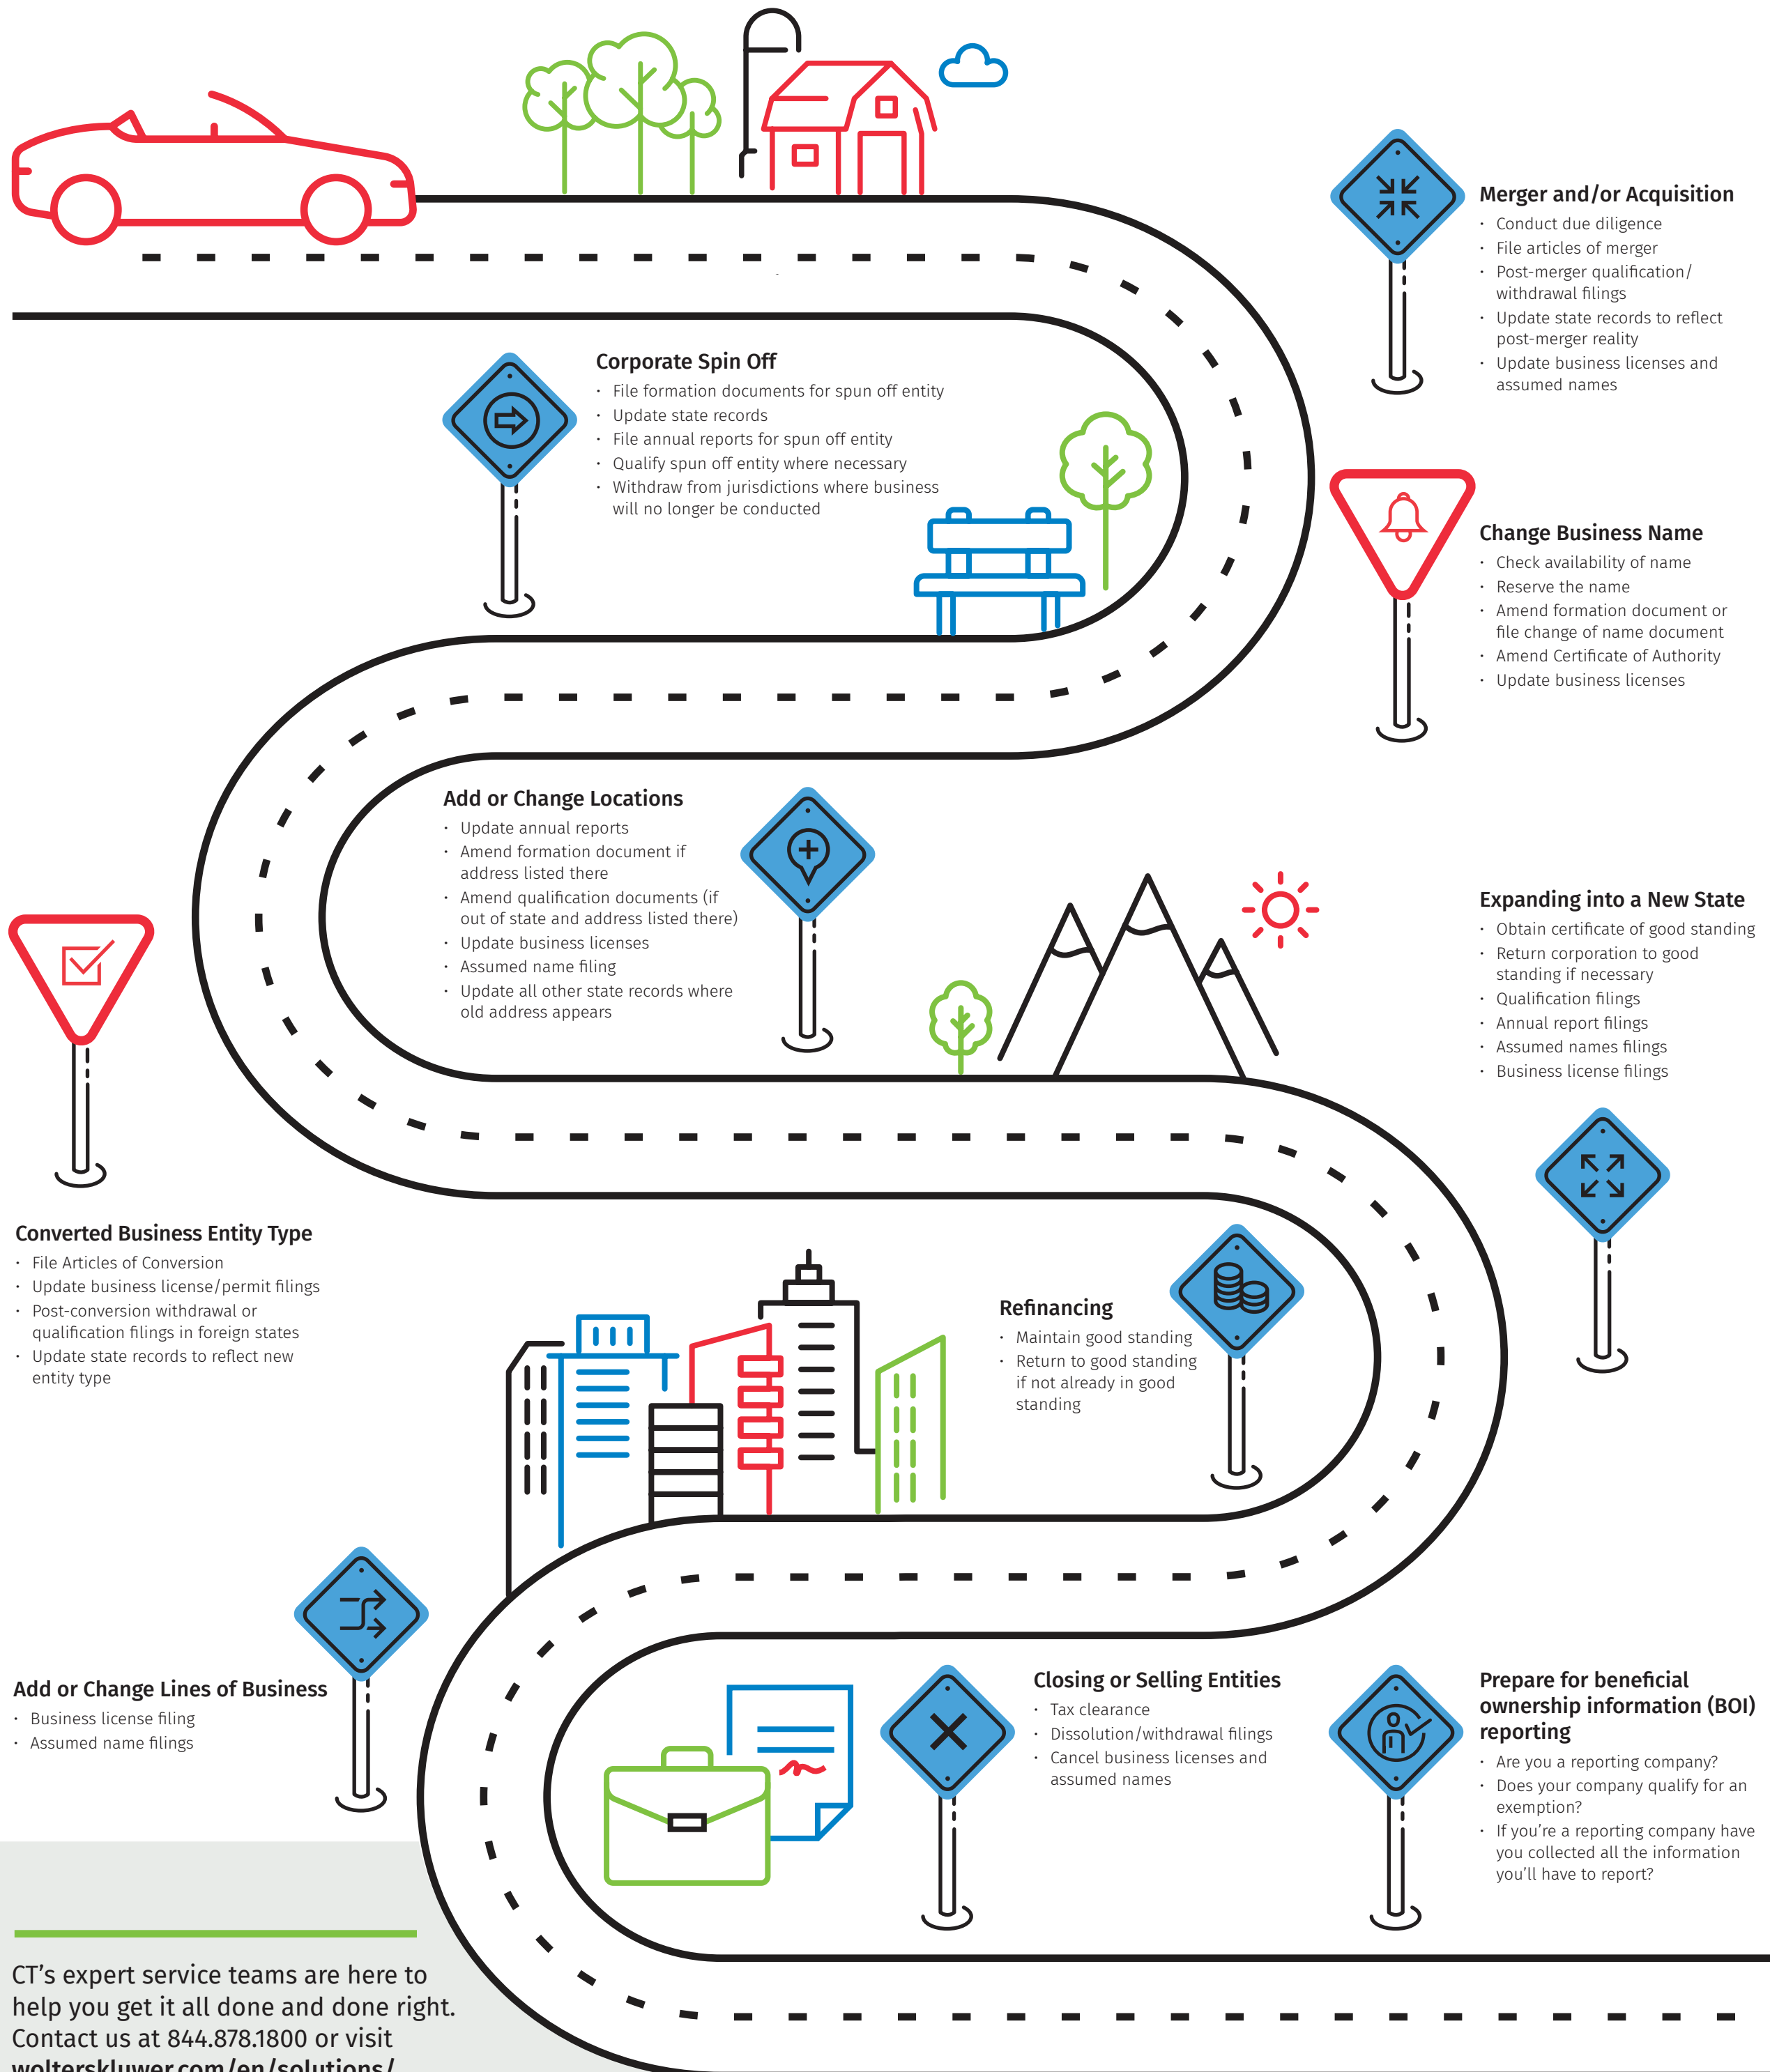 Merger and/or Acquisition
· Conduct due diligence
· File articles of merger
· Post-merger qualification/
withdrawal filings
· Update state records to reflect
post-merger reality
· Update business licenses and
assumed names
Corporate Spin Off
· File formation documents for spun off entity
· Update state records
· File annual reports for spun off entity
· Qualify spun off entity where necessary
· Withdraw from jurisdictions where business
will no longer be conducted
Change Business Name
· Check availability of name
· Reserve the name
· Amend formation document or
file change of name document
· Amend Certificate of Authority
· Update business licenses
Add or Change Locations
· Update annual reports
· Amend formation document if
address listed there
· Amend qualification documents (if
out of state and address listed there)
· Update business licenses
· Assumed name filing
· Update all other state records where
old address appears
Expanding into a New State
· Obtain certificate of good standing
· Return corporation to good
standing if necessary
· Qualification filings
· Annual report filings
· Assumed names filings
· Business license filings
Converted Business Entity Type
· File Articles of Conversion
· Update business license/permit filings
· Post-conversion withdrawal or
qualification filings in foreign states
· Update state records to reflect new
entity type
Refinancing
· Maintain good standing
· Return to good standing
if not already in good
standing
Add or Change Lines of Business
· Business license filing
· Assumed name filings
Closing or Selling Entities
· Tax clearance
· Dissolution/withdrawal filings
· Cancel business licenses and
assumed names
Prepare for beneficial
ownership information (BOI)
reporting
· Are you a reporting company?
· Does your company qualify for an
exemption?
· If you're a reporting company have
you collected all the information
you'll have to report?
CT's expert service teams are here to
help you get it all done and done right.
Contact us at 844.878.1800 or visit
wolterskluwer.com/en/solutions/